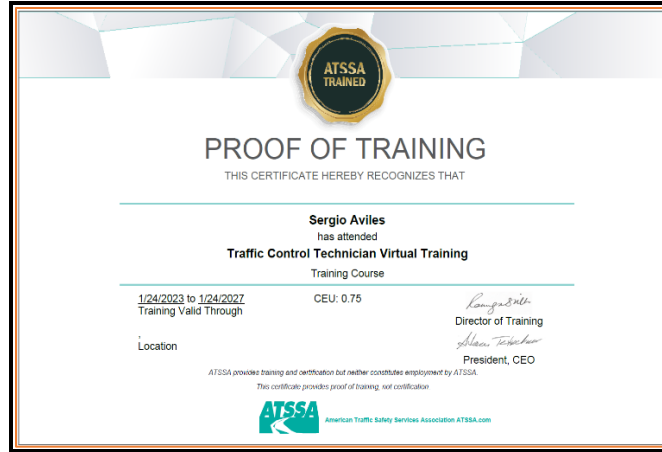 ATSSA
TRAINED
PROOF OF TRAINING
THIS CERTIFICATE HEREBY RECOGNIZES THAT
Sergio Aviles
has attended
Traffic Control Technician Virtual Training
Training Course
1/24/2023 to 1/24/2027
Training Valid Through
CEU: 0.75
Director of Training
,
Location
President, CEO
ATSSA provides training and certification but neither constitutes employment by ATSSA.
This certificate provides proof of training, not certification
ATSSA
American Traffic Safety Services Association ATSSA.com